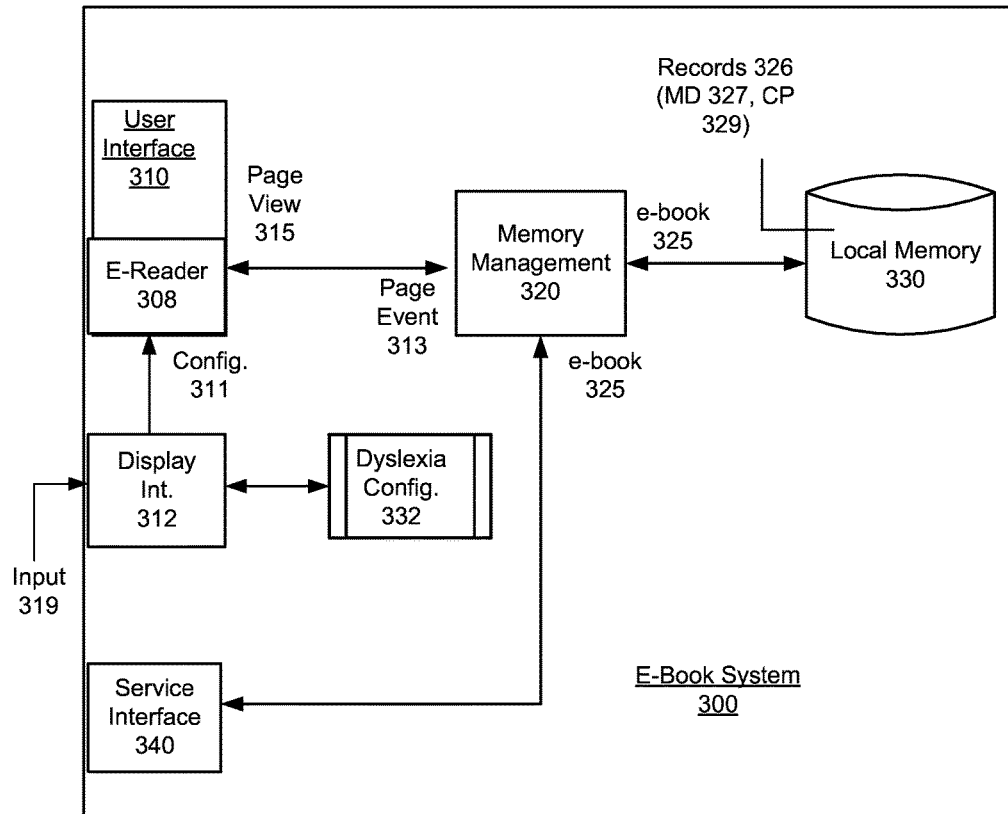 Records 326
(MD 327, CP
329)
User
Interface
310
Page
View
315
E-Reader
308
Memory
Management
320
e-book
325
Local Memory
330
Page
Event
313
Config.
311
e-book
325
Display
Int.
312
Dyslexia
Config.
332
Input
319
Service
Interface
340
E-Book System
300